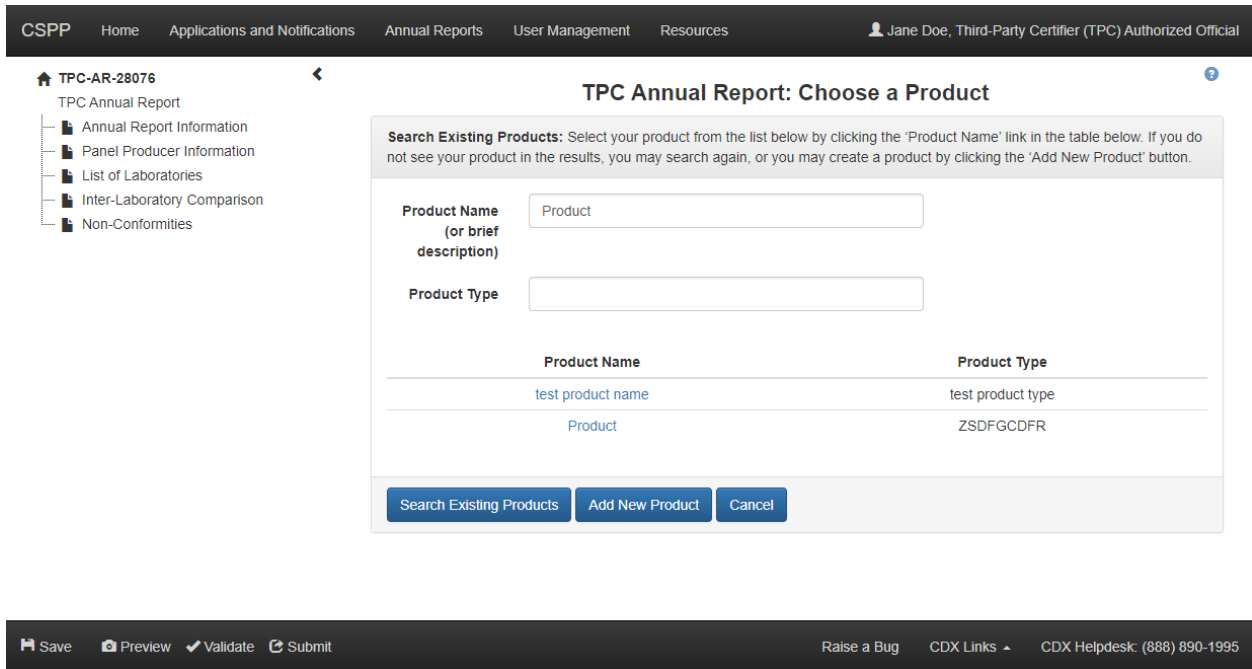 CSPP Home Applications and Notifications Annual Reports User Management Resources Jane Doe, Third-Party Certifier (TPC) Authorized Official
TPC-AR-28076
TPC Annual Report
Annual Report Information
Panel Producer Information
List of Laboratories
Inter-Laboratory Comparison
Non-Conformities
TPC Annual Report: Choose a Product
Search Existing Products: Select your product from the list below by clicking the 'Product Name' link in the table below. If you do
not see your product in the results, you may search again, or you may create a product by clicking the 'Add New Product' button.
Product Name Product
(or brief
description)
Product Type
Product Name Product Type
test product name test product type
Product ZSDFGCDFR
Search Existing Products Add New Product Cancel
Save Preview Validate Submit Raise a Bug CDX Links CDX Helpdesk: (888) 890-1995